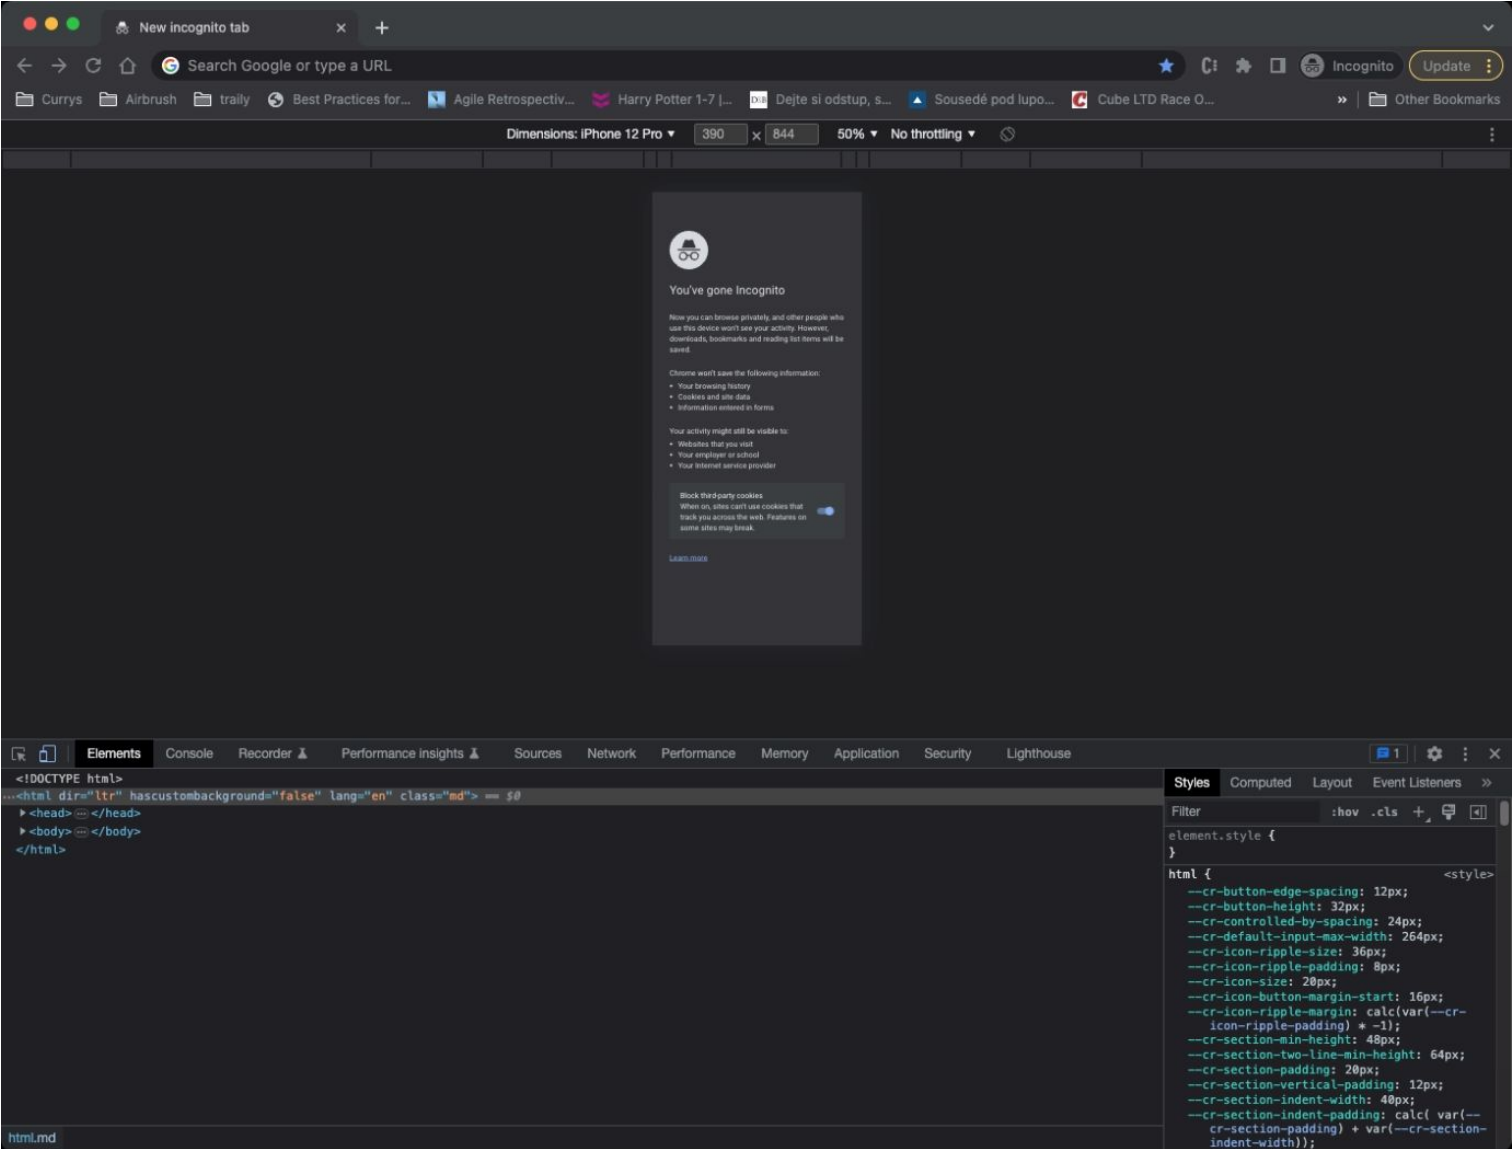 New incognito tab
Search Google or type a URL
Incognito
Update
Currys
Airbrush
traily
Best Practices for...
Agile Retrospectiv...
Harry Potter 1-7 |...
Dejte si odstup, s...
Sousedé pod lupo...
Cube LTD Race O...
»
Other Bookmarks
Dimensions: iPhone 12 Pro ▼ 390 × 844 50% ▼ No throttling ▼
You've gone Incognito
Now you can browse privately, and other people who
use this device won't see your activity. However,
downloads, bookmarks and reading list items will be
saved.
Chrome won't save the following information:
• Your browsing history
• Cookies and site data
• Information entered in forms
Your activity might still be visible to:
• Websites that you visit
• Your employer or school
• Your Internet service provider
Block third-party cookies
When on, sites can't use cookies that
track you across the web. Features on
some sites may break.
Learn more
Elements Console Recorder Performance insights Sources Network Performance Memory Application Security Lighthouse 1
<!DOCTYPE html>
...<html dir="ltr" hascustombackground="false" lang="en" class="md"> == $0
▶<head>...</head>
▶<body>...</body>
</html>
html.md
Styles Computed Layout Event Listeners »
Filter :hov .cls +
element.style {
}
html { <style>
--cr-button-edge-spacing: 12px;
--cr-button-height: 32px;
--cr-controlled-by-spacing: 24px;
--cr-default-input-max-width: 264px;
--cr-icon-ripple-size: 36px;
--cr-icon-ripple-padding: 8px;
--cr-icon-size: 20px;
--cr-icon-button-margin-start: 16px;
--cr-icon-ripple-margin: calc(var(--cr-
icon-ripple-padding) * -1);
--cr-section-min-height: 48px;
--cr-section-two-line-min-height: 64px;
--cr-section-padding: 20px;
--cr-section-vertical-padding: 12px;
--cr-section-indent-width: 40px;
--cr-section-indent-padding: calc( var(--
cr-section-padding) + var(--cr-section-
indent-width));